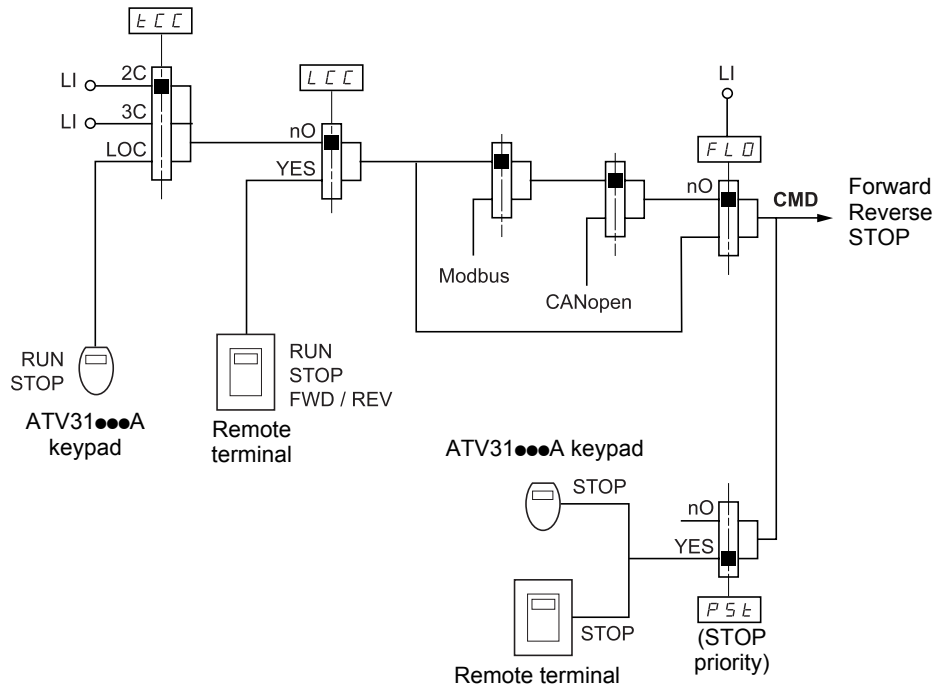 tCC
LI
2C
LI
3C
LOC
LCC
nO
YES
LI
FLO
nO
CMD
Forward
Reverse
STOP
Modbus
CANopen
RUN
STOP
ATV31●●●A
keypad
RUN
STOP
FWD / REV
Remote
terminal
ATV31●●●A keypad
STOP
nO
YES
STOP
Remote terminal
PSt
(STOP
priority)